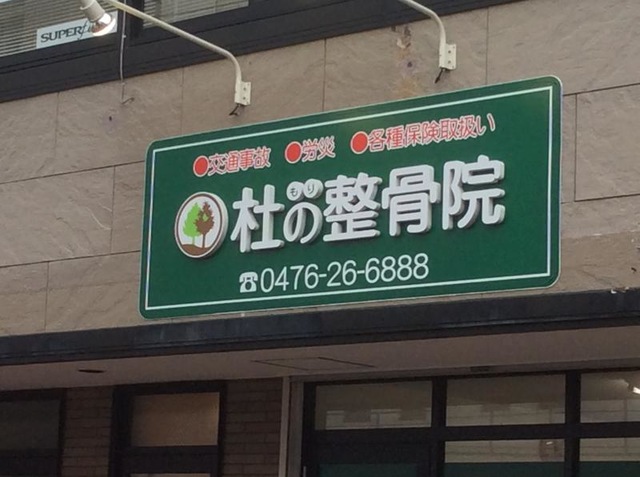 SUPER
●交通事故 ●労災 ●各種保険取扱い
もり
杜の整骨院
☎0476-26-6888